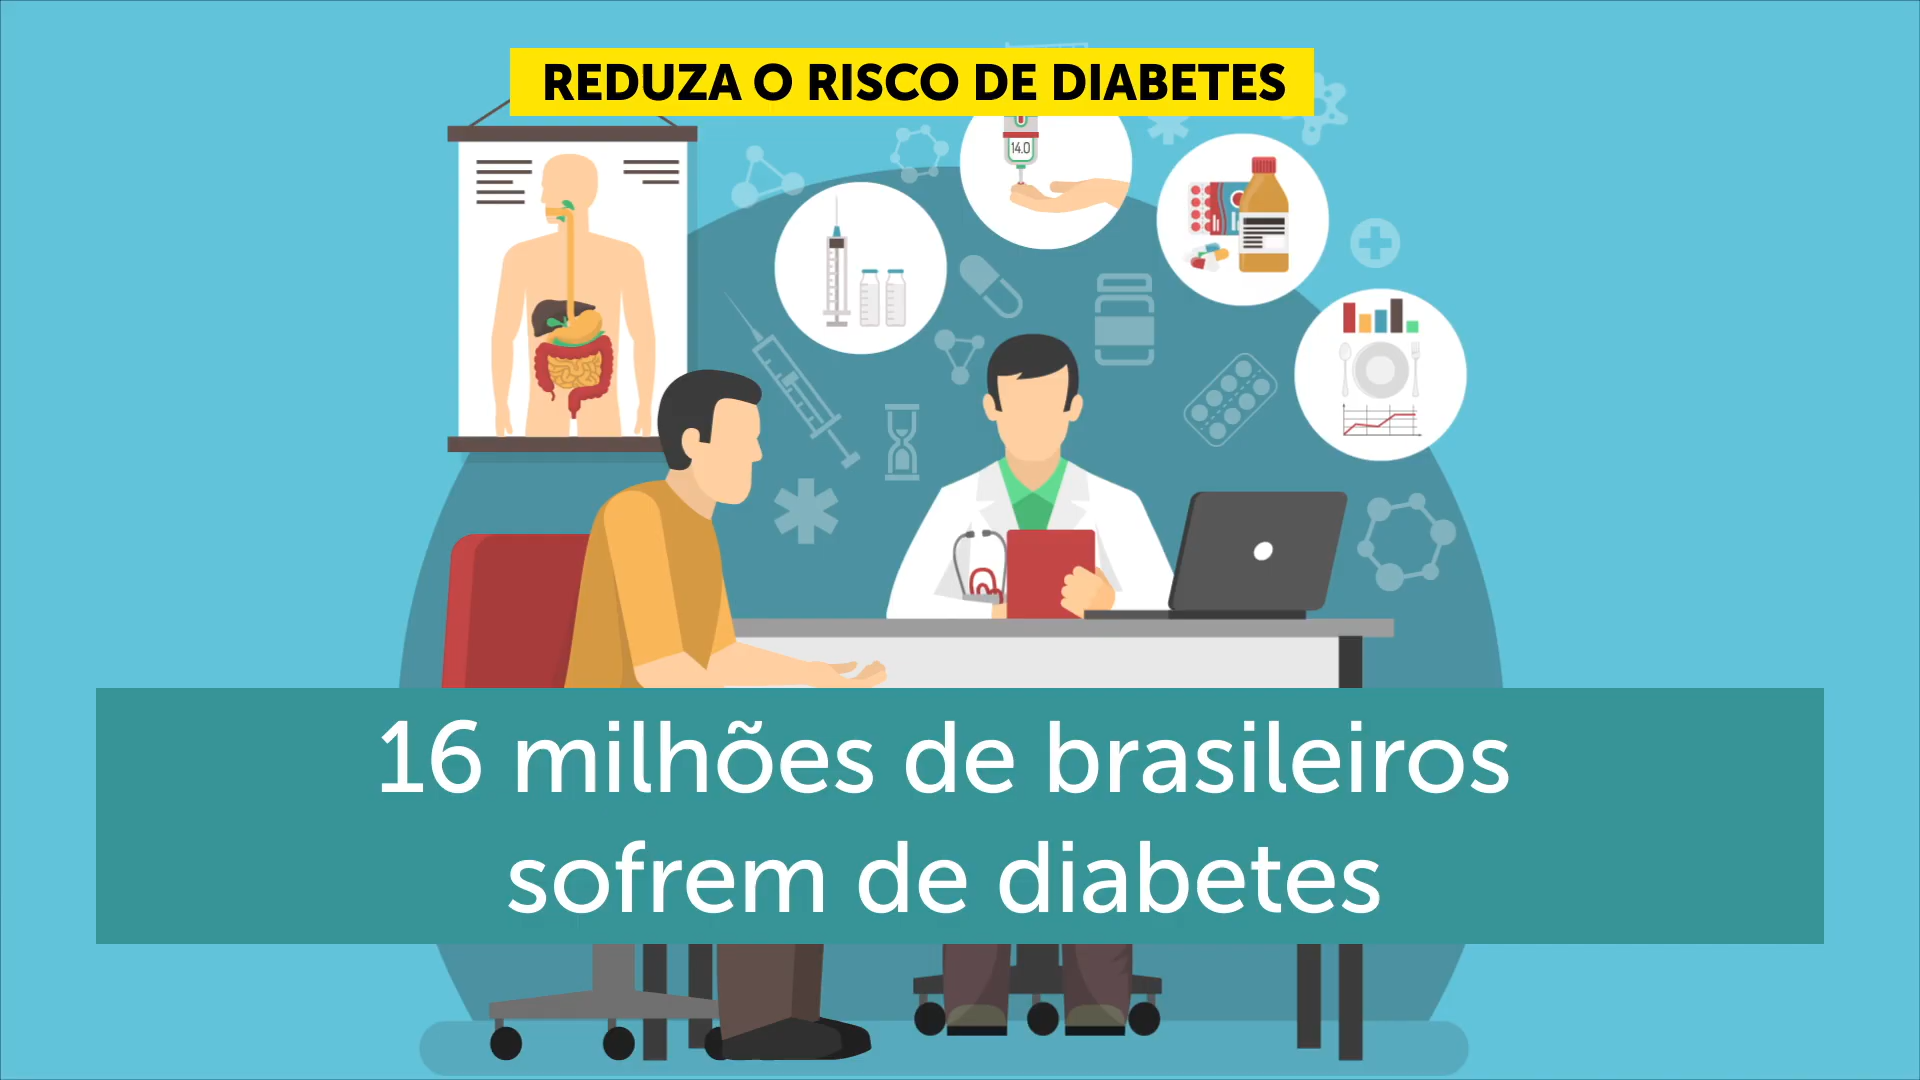 REDUZA O RISCO DE DIABETES
14.0
16 milhões de brasileiros
sofrem de diabetes